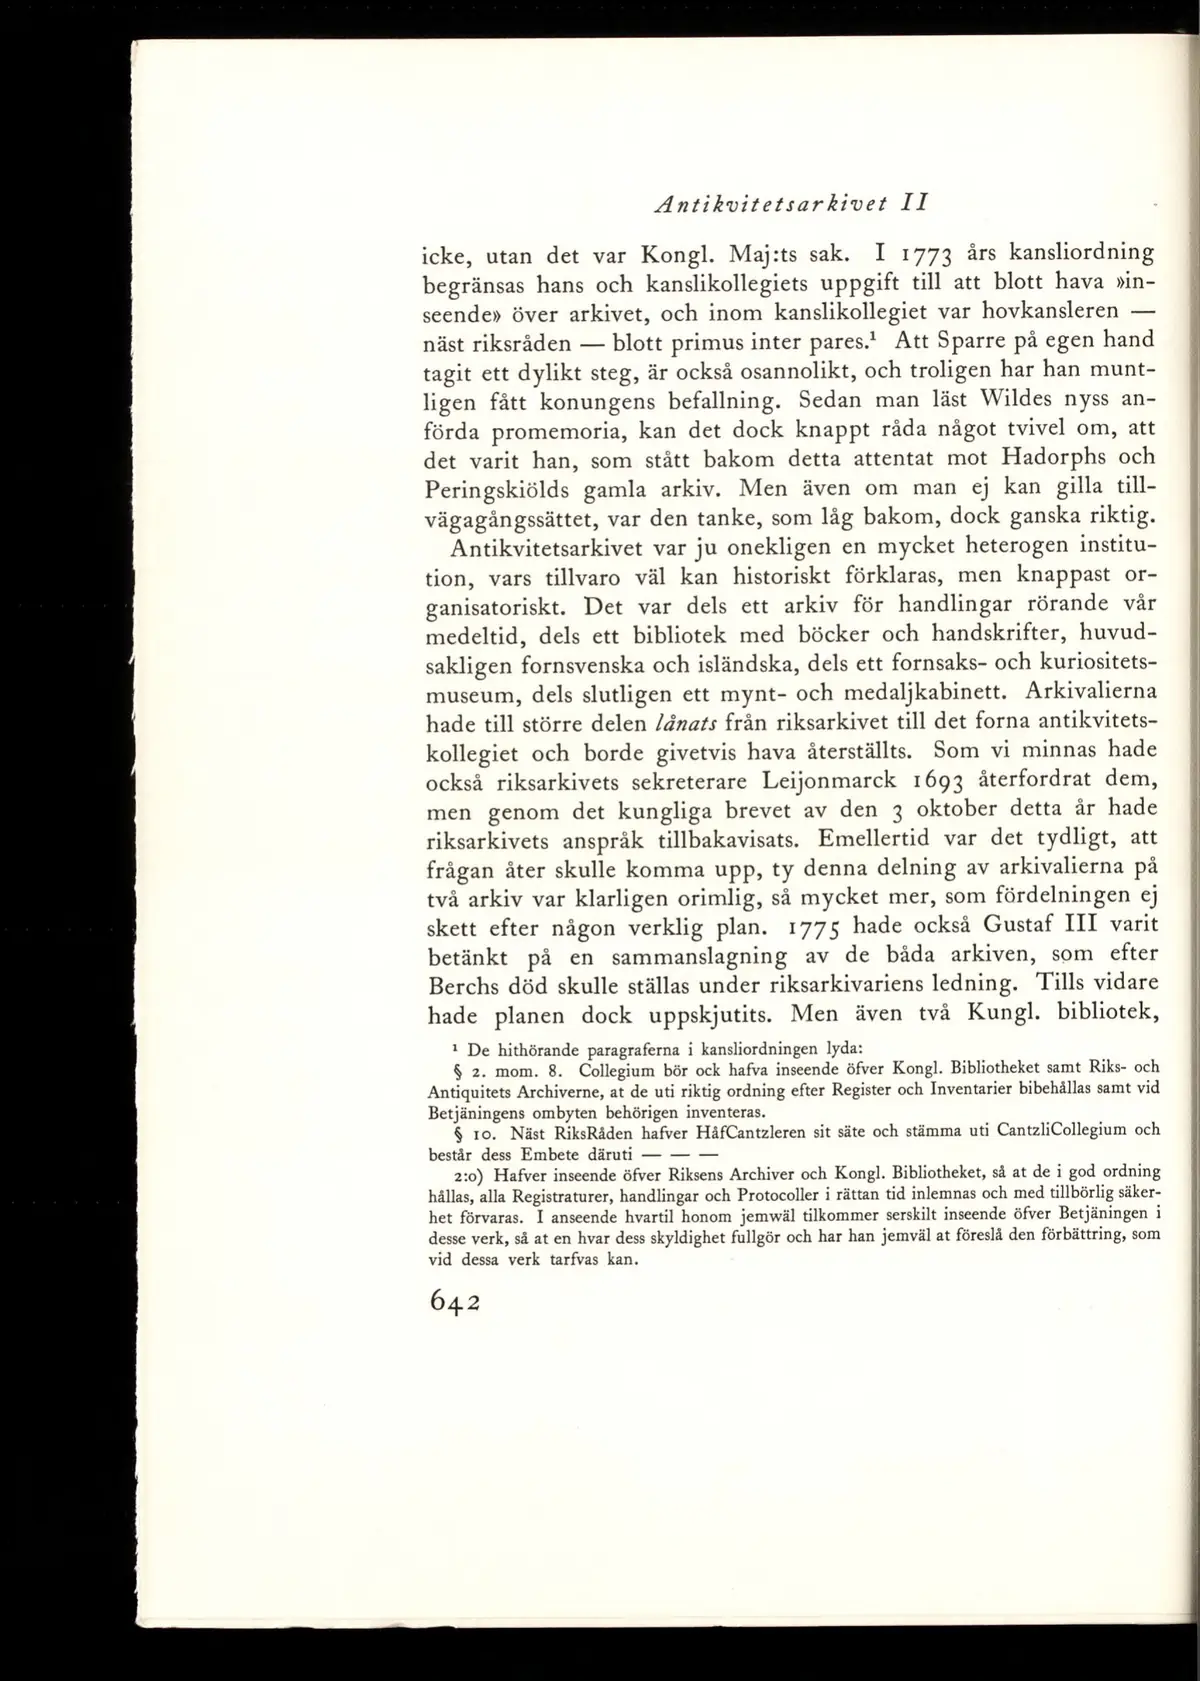 Antikvitetsarkivet II
icke, utan det var Kongl. Maj:ts sak. I 1773 års kansliordning
begränsas hans och kanslikollegiets uppgift till att blott hava »in-
seende» över arkivet, och inom kanslikollegiet var hovkansleren —
näst riksråden — blott primus inter pares.¹ Att Sparre på egen hand
tagit ett dylikt steg, är också osannolikt, och troligen har han munt-
ligen fått konungens befallning. Sedan man läst Wildes nyss an-
förda promemoria, kan det dock knappt råda något tvivel om, att
det varit han, som stått bakom detta attentat mot Hadorphs och
Peringskiölds gamla arkiv. Men även om man ej kan gilla till-
vägagångssättet, var den tanke, som låg bakom, dock ganska riktig.
Antikvitetsarkivet var ju onekligen en mycket heterogen institu-
tion, vars tillvaro väl kan historiskt förklaras, men knappast or-
ganisatoriskt. Det var dels ett arkiv för handlingar rörande vår
medeltid, dels ett bibliotek med böcker och handskrifter, huvud-
sakligen fornsvenska och isländska, dels ett fornsaks- och kuriositets-
museum, dels slutligen ett mynt- och medaljkabinett. Arkivalierna
hade till större delen lånats från riksarkivet till det forna antikvitets-
kollegiet och borde givetvis hava återställts. Som vi minnas hade
också riksarkivets sekreterare Leijonmarck 1693 återfordrat dem,
men genom det kungliga brevet av den 3 oktober detta år hade
riksarkivets anspråk tillbakavisats. Emellertid var det tydligt, att
frågan åter skulle komma upp, ty denna delning av arkivalierna på
två arkiv var klarligen orimlig, så mycket mer, som fördelningen ej
skett efter någon verklig plan. 1775 hade också Gustaf III varit
betänkt på en sammanslagning av de båda arkiven, som efter
Berchs död skulle ställas under riksarkivariens ledning. Tills vidare
hade planen dock uppskjutits. Men även två Kungl. bibliotek,
¹ De hithörande paragraferna i kansliordningen lyda:
§ 2. mom. 8. Collegium bör ock hafva inseende öfver Kongl. Bibliotheket samt Riks- och
Antiquitets Archiverne, at de uti riktig ordning efter Register och Inventarier bibehållas samt vid
Betjäningens ombyten behörigen inventeras.
§ 10. Näst RiksRåden hafver HåfCantzleren sit säte och stämma uti CantzliCollegium och
består dess Embete däruti — — —
2:o) Hafver inseende öfver Riksens Archiver och Kongl. Bibliotheket, så at de i god ordning
hållas, alla Registraturer, handlingar och Protocoller i rättan tid inlemnas och med tillbörlig säker-
het förvaras. I anseende hvartil honom jemwäl tilkommer serskilt inseende öfver Betjäningen i
desse verk, så at en hvar dess skyldighet fullgör och har han jemväl at föreslå den förbättring, som
vid dessa verk tarfvas kan.
642